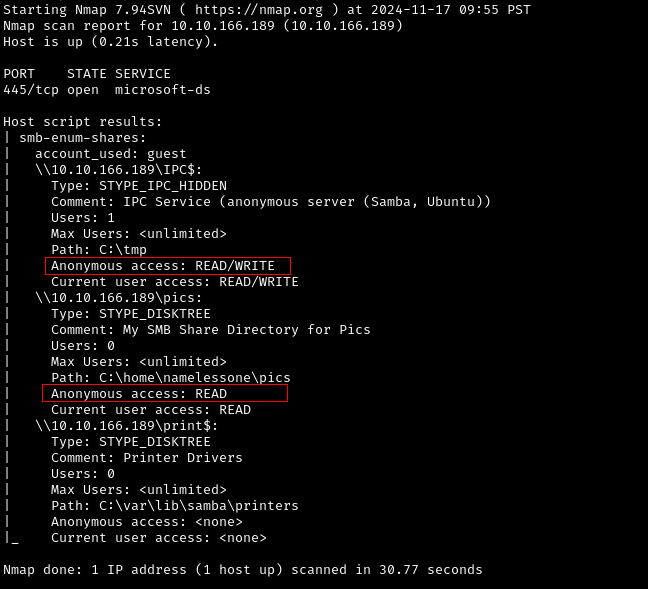 Starting Nmap 7.94SVN ( https://nmap.org ) at 2024-11-17 09:55 PST
Nmap scan report for 10.10.166.189 (10.10.166.189)
Host is up (0.21s latency).

PORT    STATE SERVICE
445/tcp open  microsoft-ds

Host script results:
| smb-enum-shares:
|   account_used: guest
|   \\10.10.166.189\IPC$:
|     Type: STYPE_IPC_HIDDEN
|     Comment: IPC Service (anonymous server (Samba, Ubuntu))
|     Users: 1
|     Max Users: <unlimited>
|     Path: C:\tmp
|     Anonymous access: READ/WRITE
|     Current user access: READ/WRITE
|   \\10.10.166.189\pics:
|     Type: STYPE_DISKTREE
|     Comment: My SMB Share Directory for Pics
|     Users: 0
|     Max Users: <unlimited>
|     Path: C:\home\namelessone\pics
|     Anonymous access: READ
|     Current user access: READ
|   \\10.10.166.189\print$:
|     Type: STYPE_DISKTREE
|     Comment: Printer Drivers
|     Users: 0
|     Max Users: <unlimited>
|     Path: C:\var\lib\samba\printers
|     Anonymous access: <none>
|_    Current user access: <none>

Nmap done: 1 IP address (1 host up) scanned in 30.77 seconds